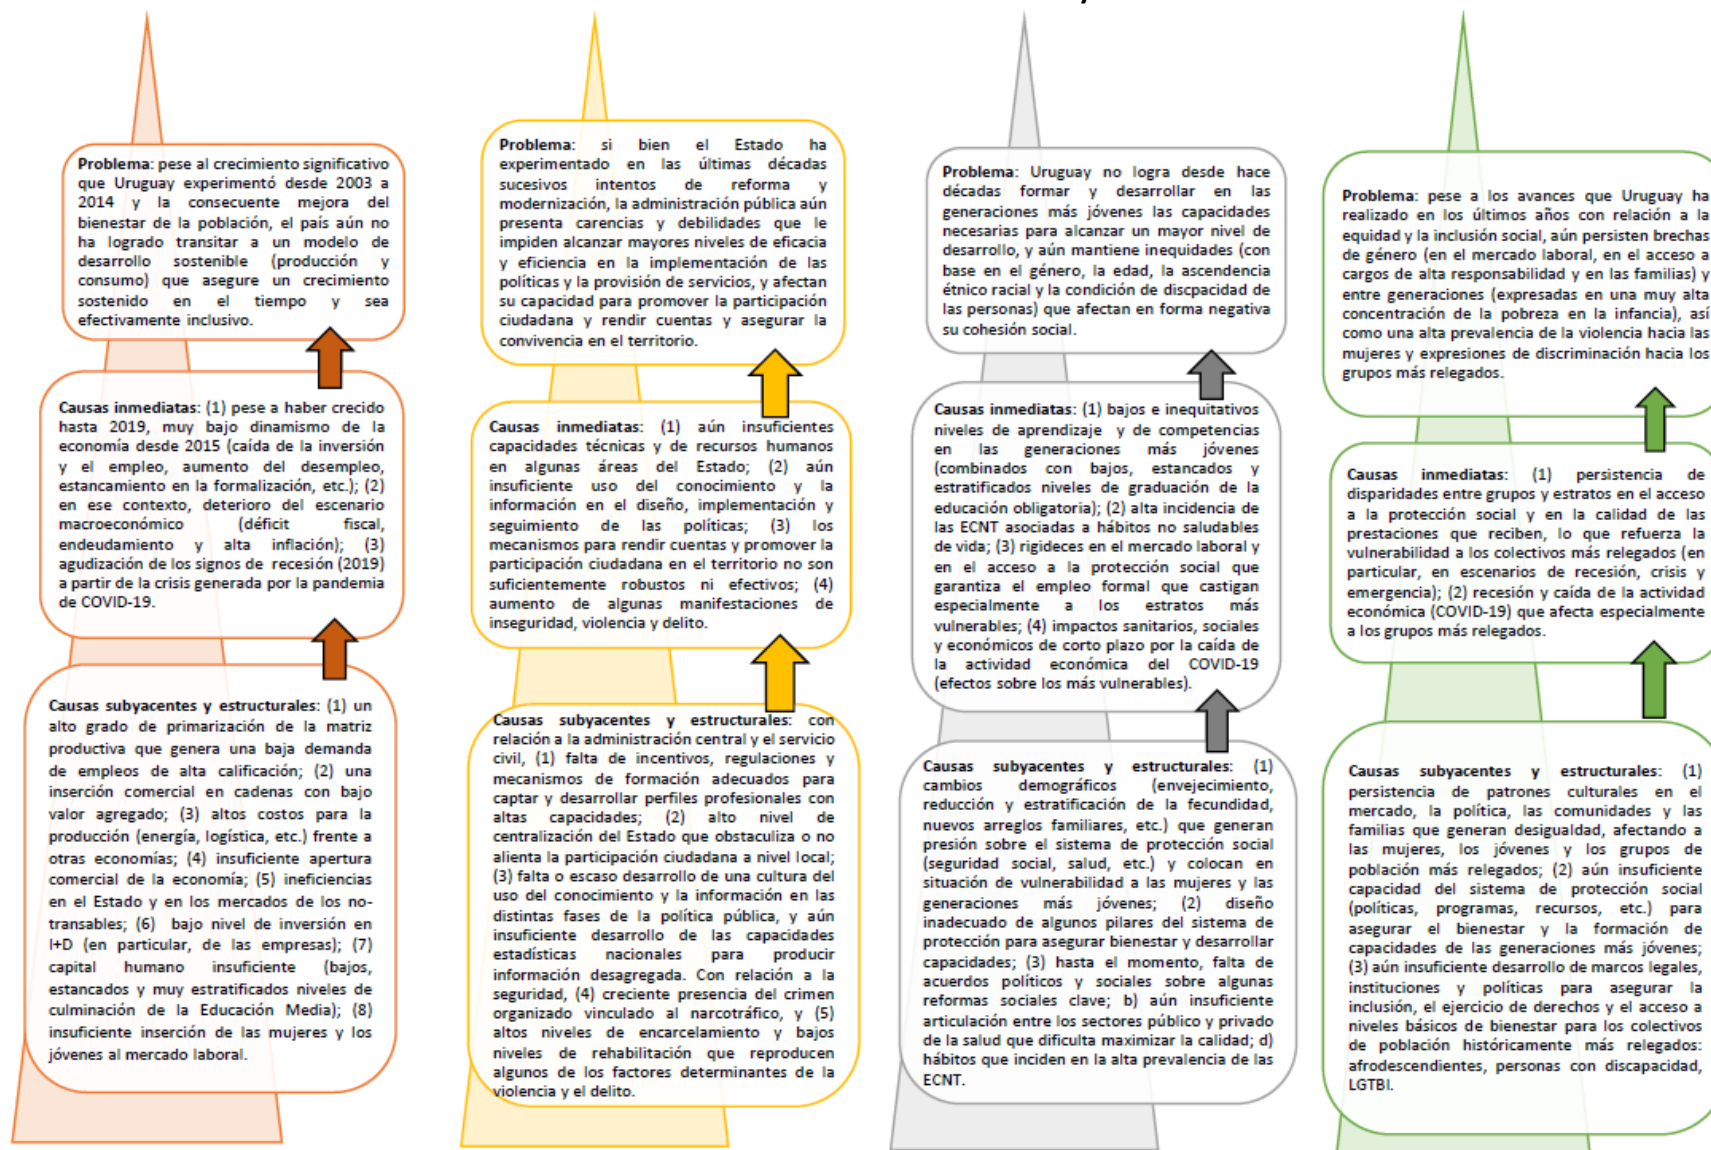 Problema: pese al crecimiento significativo
que Uruguay experimentó desde 2003 a
2014 y la consecuente mejora del
bienestar de la población, el país aún no
ha logrado transitar a un modelo de
desarrollo sostenible (producción y
consumo) que asegure un crecimiento
sostenido en el tiempo y sea
efectivamente inclusivo.
Causas inmediatas: (1) pese a haber crecido
hasta 2019, muy bajo dinamismo de la
economía desde 2015 (caída de la inversión
y el empleo, aumento del desempleo,
estancamiento en la formalización, etc.); (2)
en ese contexto, deterioro del escenario
macroeconómico (déficit fiscal,
endeudamiento y alta inflación); (3)
agudización de los signos de recesión (2019)
a partir de la crisis generada por la pandemia
de COVID-19.
Causas subyacentes y estructurales: (1) un
alto grado de primarización de la matriz
productiva que genera una baja demanda
de empleos de alta calificación; (2) una
inserción comercial en cadenas con bajo
valor agregado; (3) altos costos para la
producción (energía, logística, etc.) frente a
otras economías; (4) insuficiente apertura
comercial de la economía; (5) ineficiencias
en el Estado y en los mercados de los no-
transables; (6) bajo nivel de inversión en
I+D (en particular, de las empresas); (7)
capital humano insuficiente (bajos,
estancados y muy estratificados niveles de
culminación de la Educación Media); (8)
insuficiente inserción de las mujeres y los
jóvenes al mercado laboral.
Problema: si bien el Estado ha
experimentado en las últimas décadas
sucesivos intentos de reforma y
modernización, la administración pública aún
presenta carencias y debilidades que le
impiden alcanzar mayores niveles de eficacia
y eficiencia en la implementación de las
políticas y la provisión de servicios, y afectan
su capacidad para promover la participación
ciudadana y rendir cuentas y asegurar la
convivencia en el territorio.
Causas inmediatas: (1) aún insuficientes
capacidades técnicas y de recursos humanos
en algunas áreas del Estado; (2) aún
insuficiente uso del conocimiento y la
información en el diseño, implementación y
seguimiento de las políticas; (3) los
mecanismos para rendir cuentas y promover la
participación ciudadana en el territorio no son
suficientemente robustos ni efectivos; (4)
aumento de algunas manifestaciones de
inseguridad, violencia y delito.
Causas subyacentes y estructurales: con
relación a la administración central y el servicio
civil, (1) falta de incentivos, regulaciones y
mecanismos de formación adecuados para
captar y desarrollar perfiles profesionales con
altas capacidades; (2) alto nivel de
centralización del Estado que obstaculiza o no
alienta la participación ciudadana a nivel local;
(3) falta o escaso desarrollo de una cultura del
uso del conocimiento y la información en las
distintas fases de la política pública, y aún
insuficiente desarrollo de las capacidades
estadísticas nacionales para producir
información desagregada. Con relación a la
seguridad, (4) creciente presencia del crimen
organizado vinculado al narcotráfico, y (5)
altos niveles de encarcelamiento y bajos
niveles de rehabilitación que reproducen
algunos de los factores determinantes de la
violencia y el delito.
Problema: Uruguay no logra desde hace
décadas formar y desarrollar en las
generaciones más jóvenes las capacidades
necesarias para alcanzar un mayor nivel de
desarrollo, y aún mantiene inequidades (con
base en el género, la edad, la ascendencia
étnico racial y la condición de discpacidad de
las personas) que afectan en forma negativa
su cohesión social.
Causas inmediatas: (1) bajos e inequitativos
niveles de aprendizaje y de competencias
en las generaciones más jóvenes
(combinados con bajos, estancados y
estratificados niveles de graduación de la
educación obligatoria); (2) alta incidencia de
las ECNT asociadas a hábitos no saludables
de vida; (3) rigideces en el mercado laboral y
en el acceso a la protección social que
garantiza el empleo formal que castigan
especialmente a los estratos más
vulnerables; (4) impactos sanitarios, sociales
y económicos de corto plazo por la caída de
la actividad económica del COVID-19
(efectos sobre los más vulnerables).
Causas subyacentes y estructurales: (1)
cambios demográficos (envejecimiento,
reducción y estratificación de la fecundidad,
nuevos arreglos familiares, etc.) que generan
presión sobre el sistema de protección social
(seguridad social, salud, etc.) y colocan en
situación de vulnerabilidad a las mujeres y las
generaciones más jóvenes; (2) diseño
inadecuado de algunos pilares del sistema de
protección para asegurar bienestar y desarrollar
capacidades; (3) hasta el momento, falta de
acuerdos políticos y sociales sobre algunas
reformas sociales clave; b) aún insuficiente
articulación entre los sectores público y privado
de la salud que dificulta maximizar la calidad; d)
hábitos que inciden en la alta prevalencia de las
ECNT.
Problema: pese a los avances que Uruguay ha
realizado en los últimos años con relación a la
equidad y la inclusión social, aún persisten brechas
de género (en el mercado laboral, en el acceso a
cargos de alta responsabilidad y en las familias) y
entre generaciones (expresadas en una muy alta
concentración de la pobreza en la infancia), así
como una alta prevalencia de la violencia hacia las
mujeres y expresiones de discriminación hacia los
grupos más relegados.
Causas inmediatas: (1) persistencia de
disparidades entre grupos y estratos en el acceso
a la protección social y en la calidad de las
prestaciones que reciben, lo que refuerza la
vulnerabilidad a los colectivos más relegados (en
particular, en escenarios de recesión, crisis y
emergencia); (2) recesión y caída de la actividad
económica (COVID-19) que afecta especialmente
a los grupos más relegados.
Causas subyacentes y estructurales: (1)
persistencia de patrones culturales en el
mercado, la política, las comunidades y las
familias que generan desigualdad, afectando a
las mujeres, los jóvenes y los grupos de
población más relegados; (2) aún insuficiente
capacidad del sistema de protección social
(políticas, programas, recursos, etc.) para
asegurar el bienestar y la formación de
capacidades de las generaciones más jóvenes;
(3) aún insuficiente desarrollo de marcos legales,
instituciones y políticas para asegurar la
inclusión, el ejercicio de derechos y el acceso a
niveles básicos de bienestar para los colectivos
de población históricamente más relegados:
afrodescendientes, personas con discapacidad,
LGTBI.